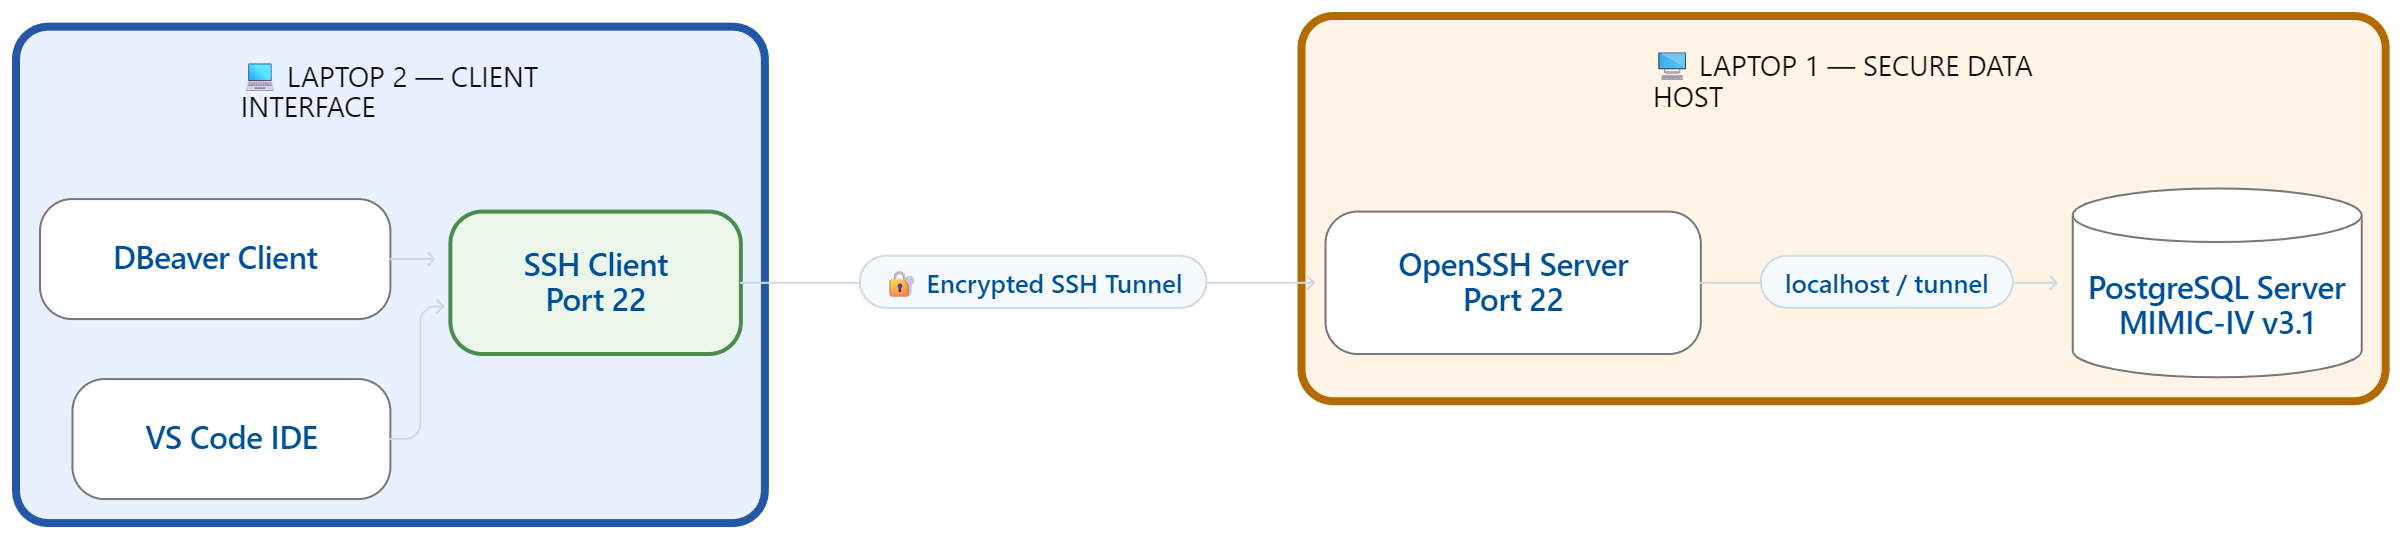 LAPTOP 2 — CLIENT
INTERFACE
DBeaver Client
VS Code IDE
SSH Client
Port 22
Encrypted SSH Tunnel
LAPTOP 1 — SECURE DATA
HOST
OpenSSH Server
Port 22
localhost / tunnel
PostgreSQL Server
MIMIC-IV v3.1